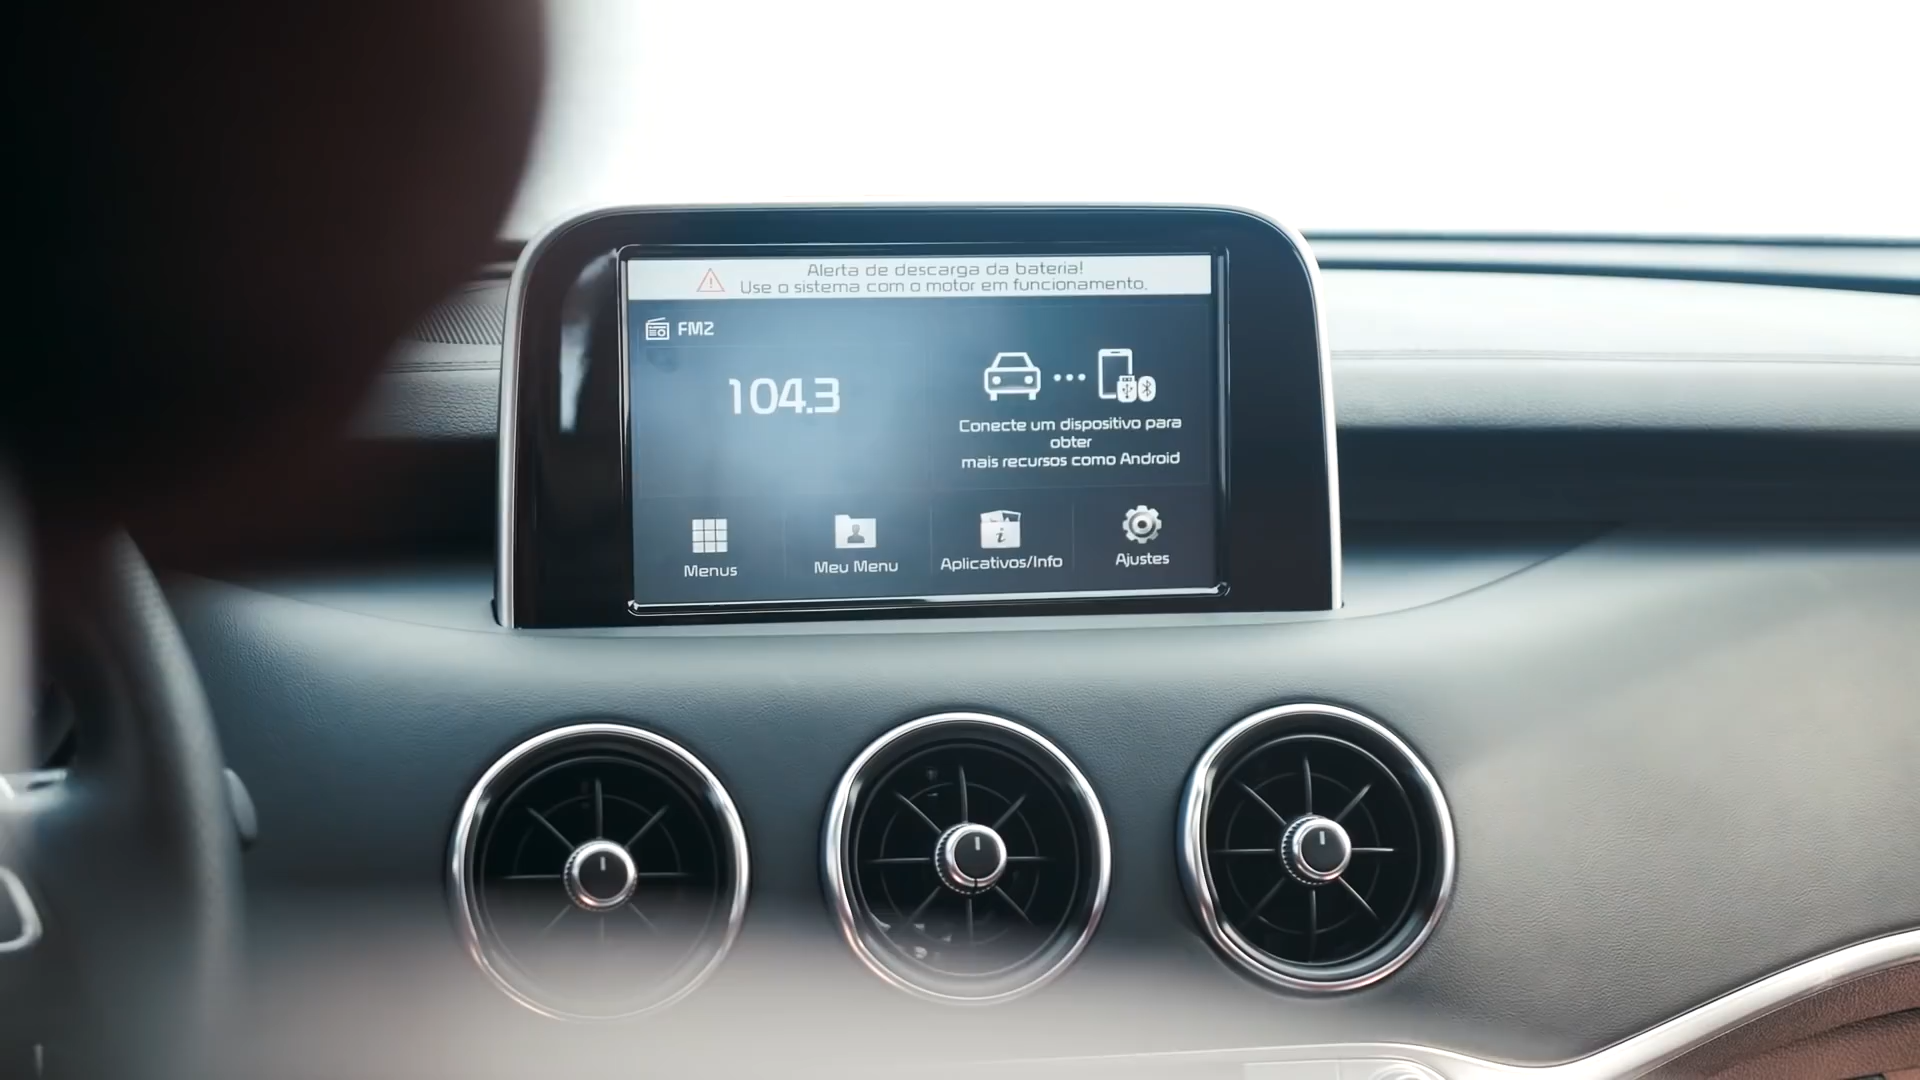 Alerta de descarga da bateria!
Use o sistema com o motor em funcionamento.
FM2
104.3
Conecte um dispositivo para
obter
mais recursos como Android
Menus
Meu Menu
Aplicativos/Info
Ajustes